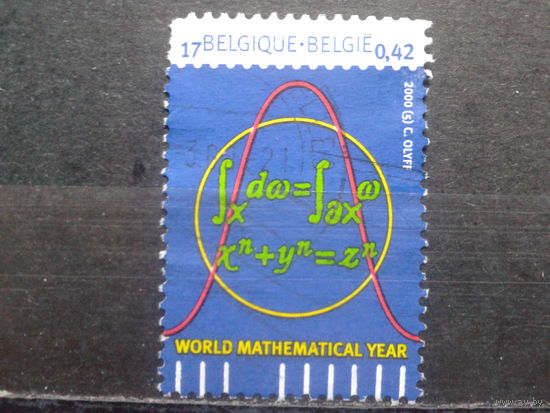 17 BELGIQUE·BELGIË 0,42
2000 (s) C. OLYFF
∫X dω=∫∂X ω
xⁿ+yⁿ=zⁿ
WORLD MATHEMATICAL YEAR